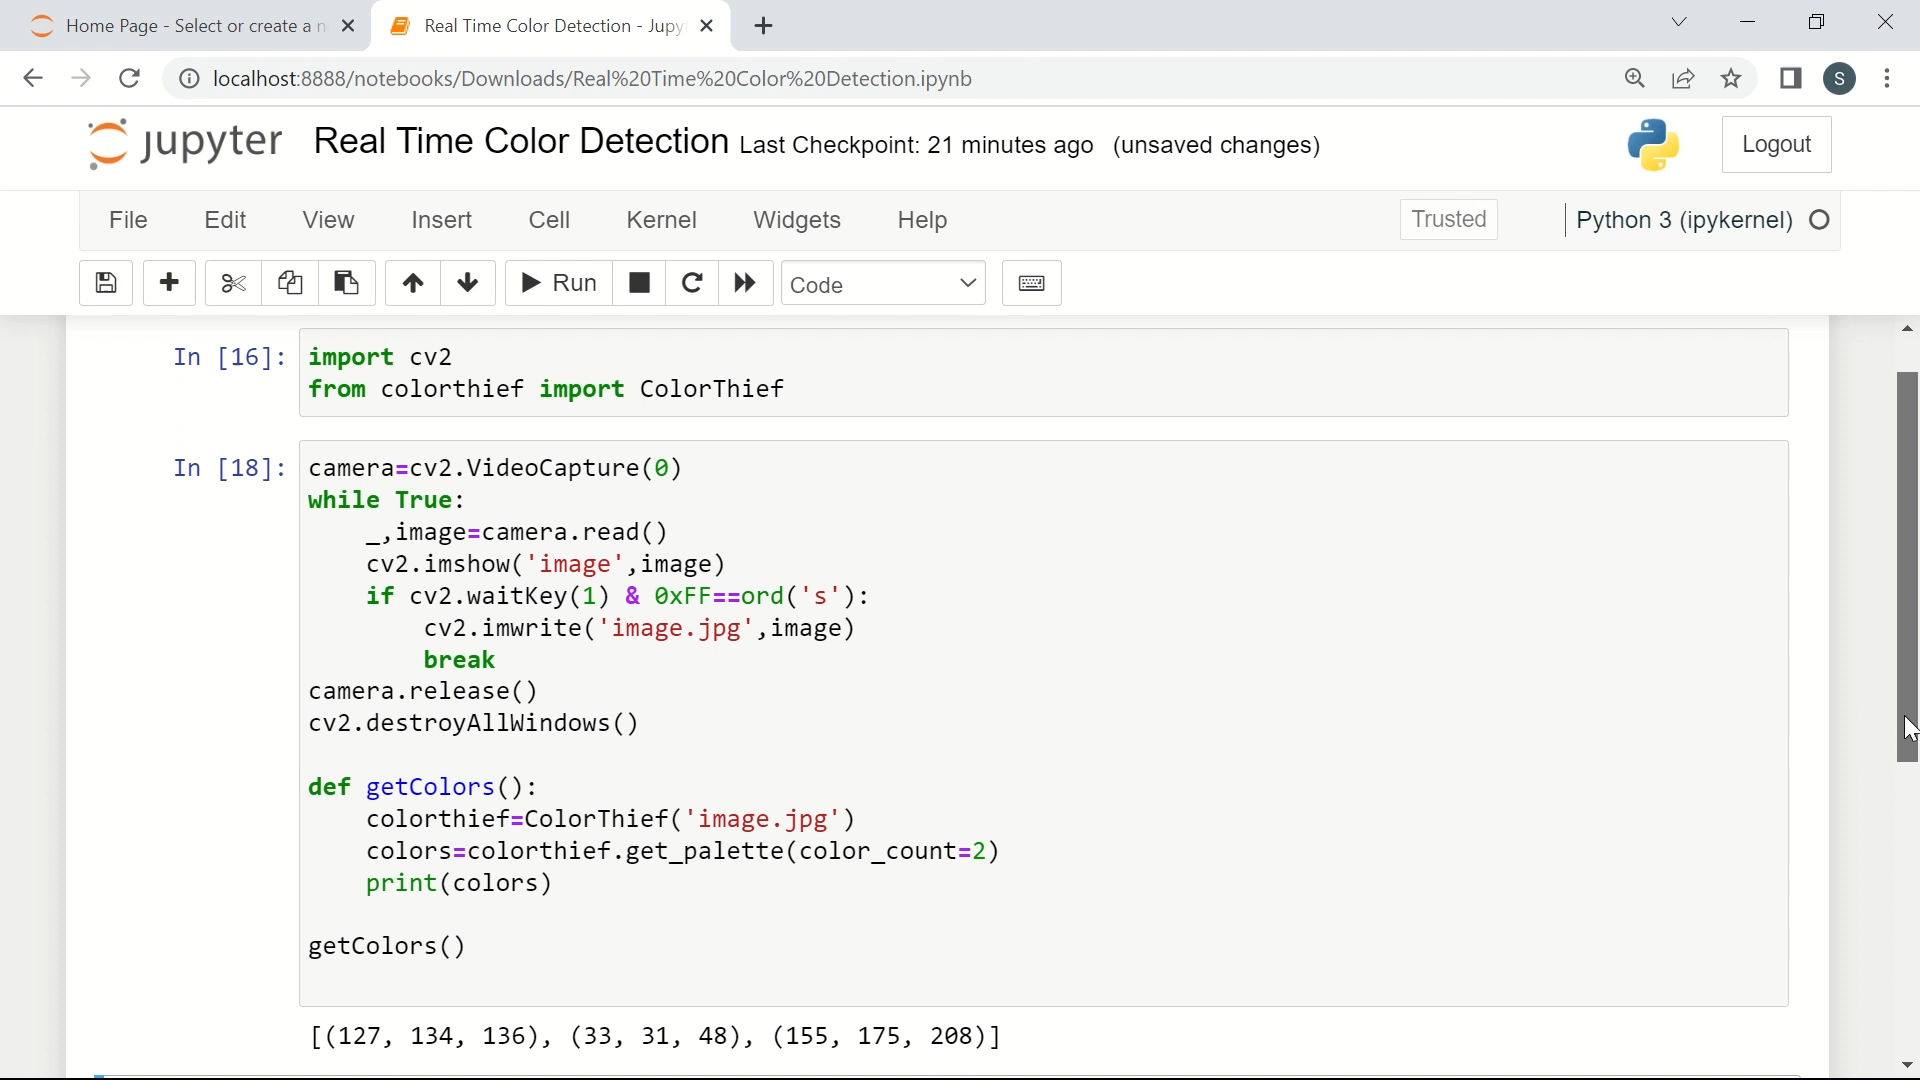 Home Page - Select or create a n
Real Time Color Detection - Jupy
localhost:8888/notebooks/Downloads/Real%20Time%20Color%20Detection.ipynb
S
jupyter Real Time Color Detection Last Checkpoint: 21 minutes ago (unsaved changes)
Logout
File Edit View Insert Cell Kernel Widgets Help
Trusted
Python 3 (ipykernel)
Run
Code
In [16]: import cv2
from colorthief import ColorThief
In [18]: camera=cv2.VideoCapture(0)
while True:
    _,image=camera.read()
    cv2.imshow('image',image)
    if cv2.waitKey(1) & 0xFF==ord('s'):
        cv2.imwrite('image.jpg',image)
        break
camera.release()
cv2.destroyAllWindows()
def getColors():
    colorthief=ColorThief('image.jpg')
    colors=colorthief.get_palette(color_count=2)
    print(colors)
getColors()
[(127, 134, 136), (33, 31, 48), (155, 175, 208)]